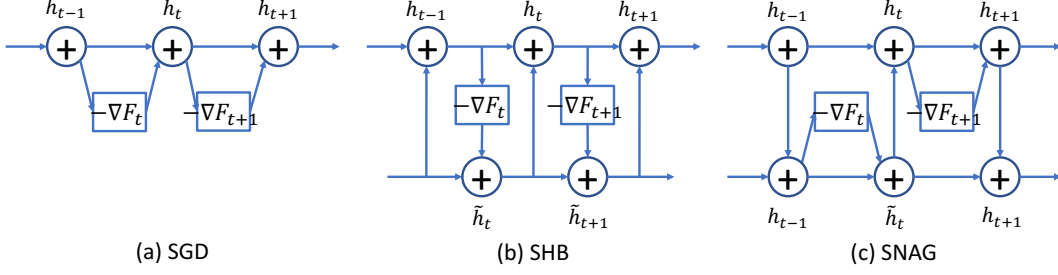 h_{t−1} h_t h_{t+1}
+ + +
−∇F_t −∇F_{t+1}
(a) SGD
h_{t−1} h_t h_{t+1}
+ + +
−∇F_t −∇F_{t+1}
+ +
h̃_t h̃_{t+1}
(b) SHB
h_{t−1} h_t h_{t+1}
+ + +
−∇F_t −∇F_{t+1}
+ + +
h_{t−1} h̃_t h_{t+1}
(c) SNAG